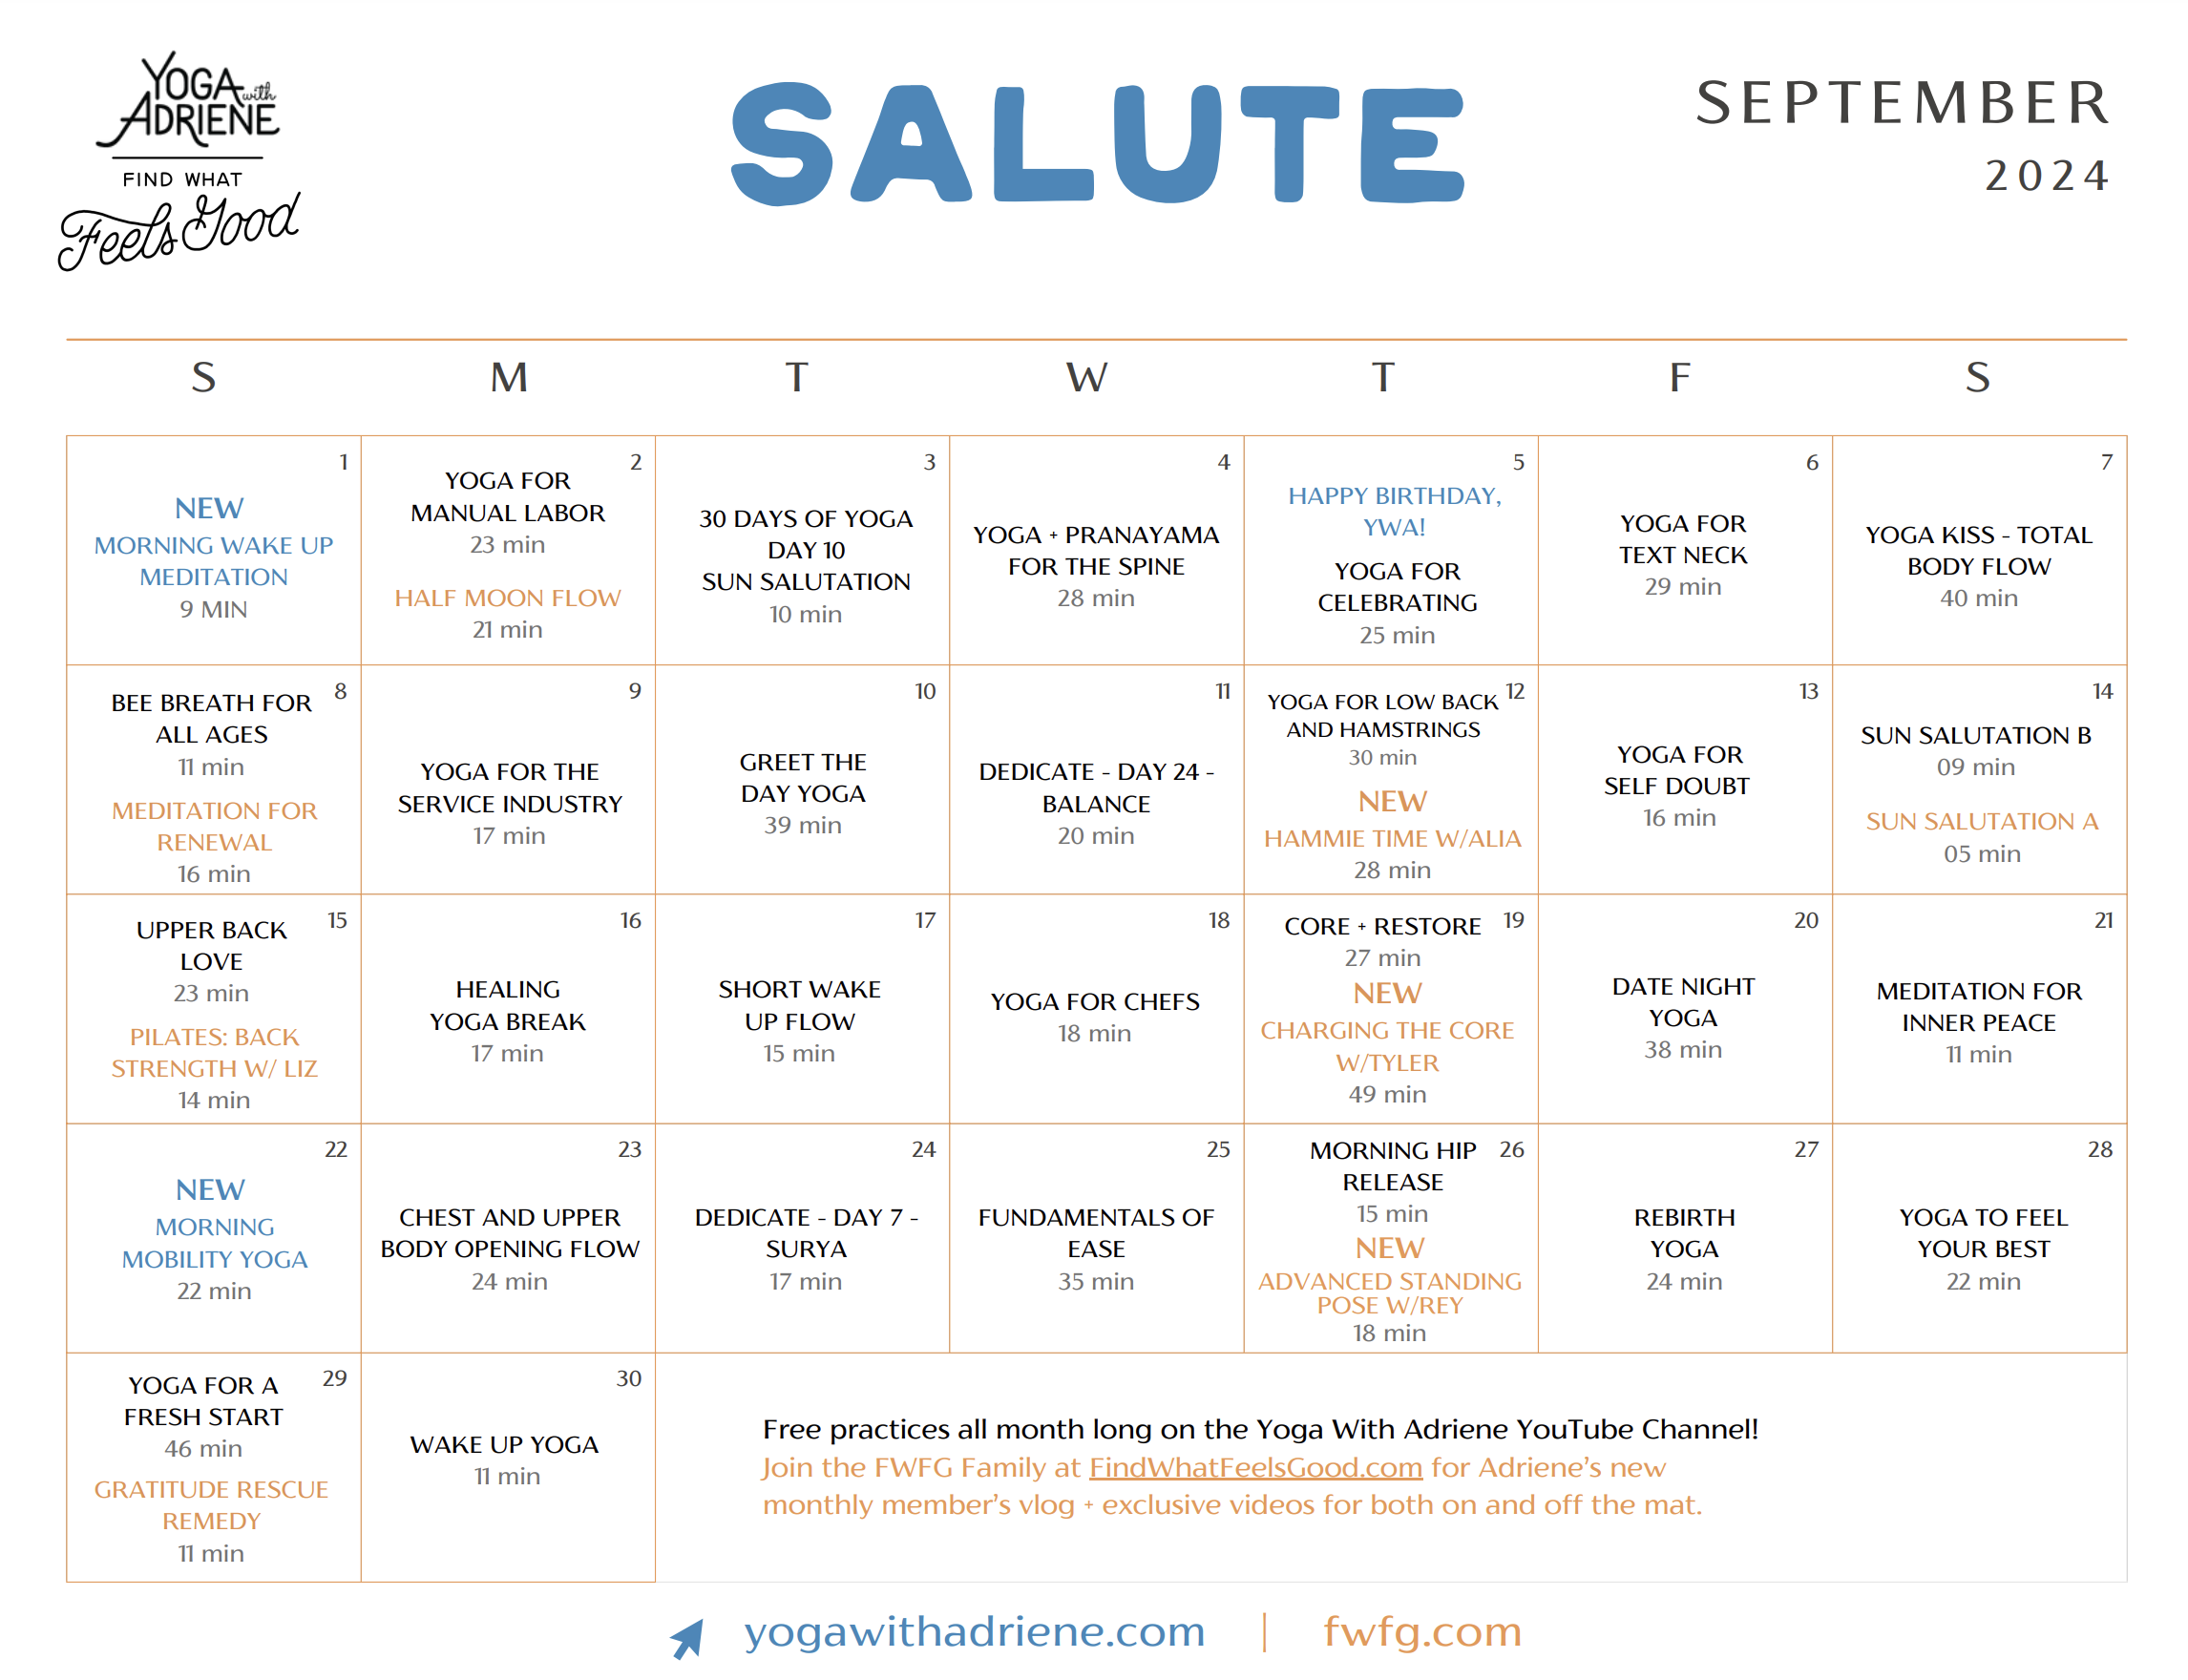 YOGA with
ADRIENE
FIND WHAT
Feels Good
SALUTE
SEPTEMBER
2024
S M T W T F S
1
NEW
MORNING WAKE UP
MEDITATION
9 MIN
2
YOGA FOR
MANUAL LABOR
23 min
HALF MOON FLOW
21 min
3
30 DAYS OF YOGA
DAY 10
SUN SALUTATION
10 min
4
YOGA + PRANAYAMA
FOR THE SPINE
28 min
5
HAPPY BIRTHDAY,
YWA!
YOGA FOR
CELEBRATING
25 min
6
YOGA FOR
TEXT NECK
29 min
7
YOGA KISS - TOTAL
BODY FLOW
40 min
8
BEE BREATH FOR
ALL AGES
11 min
MEDITATION FOR
RENEWAL
16 min
9
YOGA FOR THE
SERVICE INDUSTRY
17 min
10
GREET THE
DAY YOGA
39 min
11
DEDICATE - DAY 24 -
BALANCE
20 min
12
YOGA FOR LOW BACK
AND HAMSTRINGS
30 min
NEW
HAMMIE TIME W/ALIA
28 min
13
YOGA FOR
SELF DOUBT
16 min
14
SUN SALUTATION B
09 min
SUN SALUTATION A
05 min
15
UPPER BACK
LOVE
23 min
PILATES: BACK
STRENGTH W/ LIZ
14 min
16
HEALING
YOGA BREAK
17 min
17
SHORT WAKE
UP FLOW
15 min
18
YOGA FOR CHEFS
18 min
19
CORE + RESTORE
27 min
NEW
CHARGING THE CORE
W/TYLER
49 min
20
DATE NIGHT
YOGA
38 min
21
MEDITATION FOR
INNER PEACE
11 min
22
NEW
MORNING
MOBILITY YOGA
22 min
23
CHEST AND UPPER
BODY OPENING FLOW
24 min
24
DEDICATE - DAY 7 -
SURYA
17 min
25
FUNDAMENTALS OF
EASE
35 min
26
MORNING HIP
RELEASE
15 min
NEW
ADVANCED STANDING
POSE W/REY
18 min
27
REBIRTH
YOGA
24 min
28
YOGA TO FEEL
YOUR BEST
22 min
29
YOGA FOR A
FRESH START
46 min
GRATITUDE RESCUE
REMEDY
11 min
30
WAKE UP YOGA
11 min
Free practices all month long on the Yoga With Adriene YouTube Channel!
Join the FWFG Family at FindWhatFeelsGood.com for Adriene's new
monthly member's vlog + exclusive videos for both on and off the mat.
yogawithadriene.com | fwfg.com